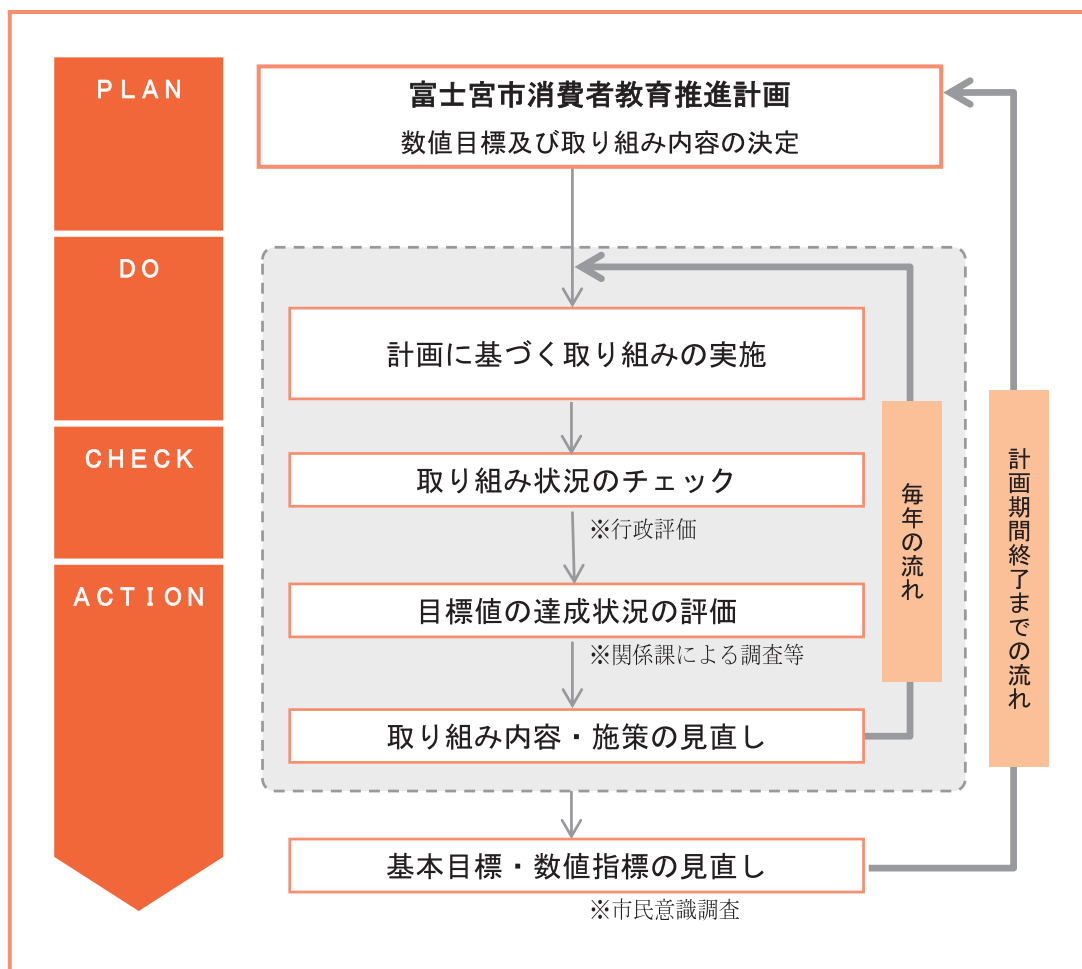 PLAN
富士宮市消費者教育推進計画
数値目標及び取り組み内容の決定
DO
計画に基づく取り組みの実施
CHECK
取り組み状況のチェック
※行政評価
ACTION
目標値の達成状況の評価
※関係課による調査等
取り組み内容・施策の見直し
毎年の流れ
計画期間終了までの流れ
基本目標・数値指標の見直し
※市民意識調査